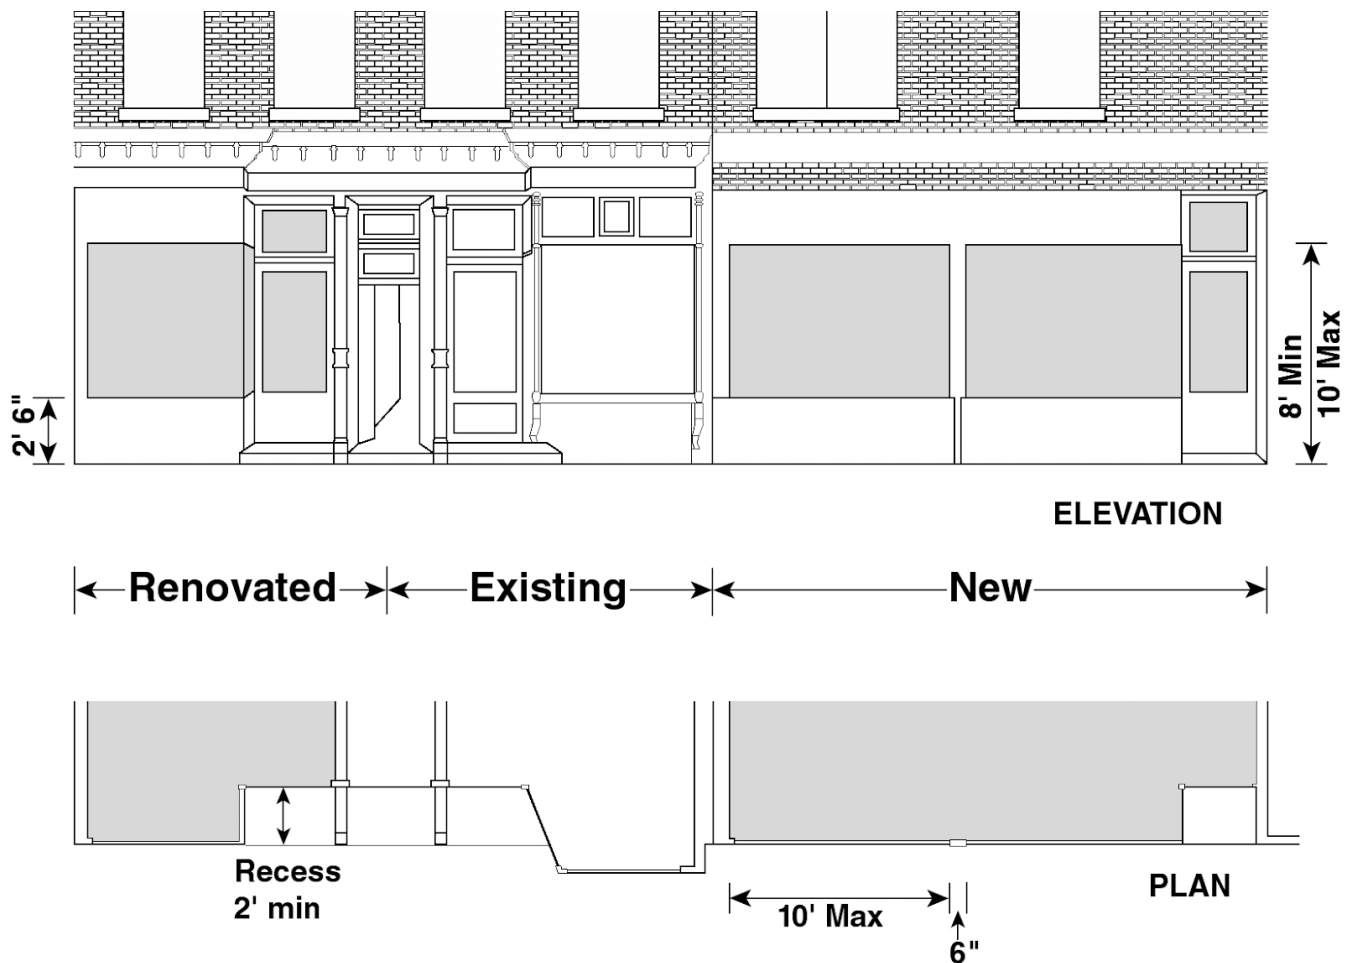 2' 6"
8' Min
10' Max
ELEVATION
Renovated
Existing
New
Recess
2' min
PLAN
10' Max
6"